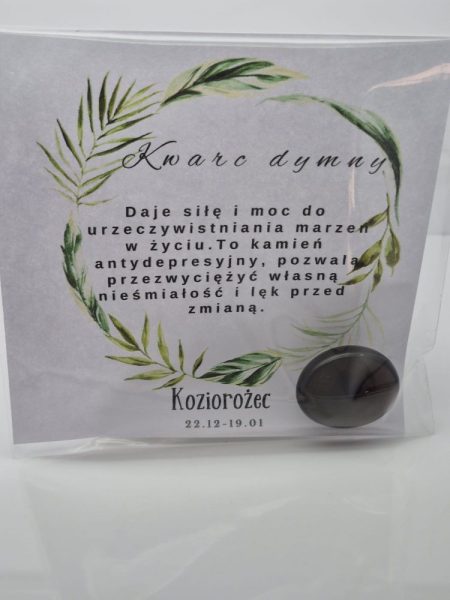 Kwarc dymny
Daje siłę i moc do
urzeczywistniania marzeń
w życiu.To kamień
antydepresyjny, pozwala
przezwyciężyć własną
nieśmiałość i lęk przed
zmianą.
Koziorożec
22.12-19.01